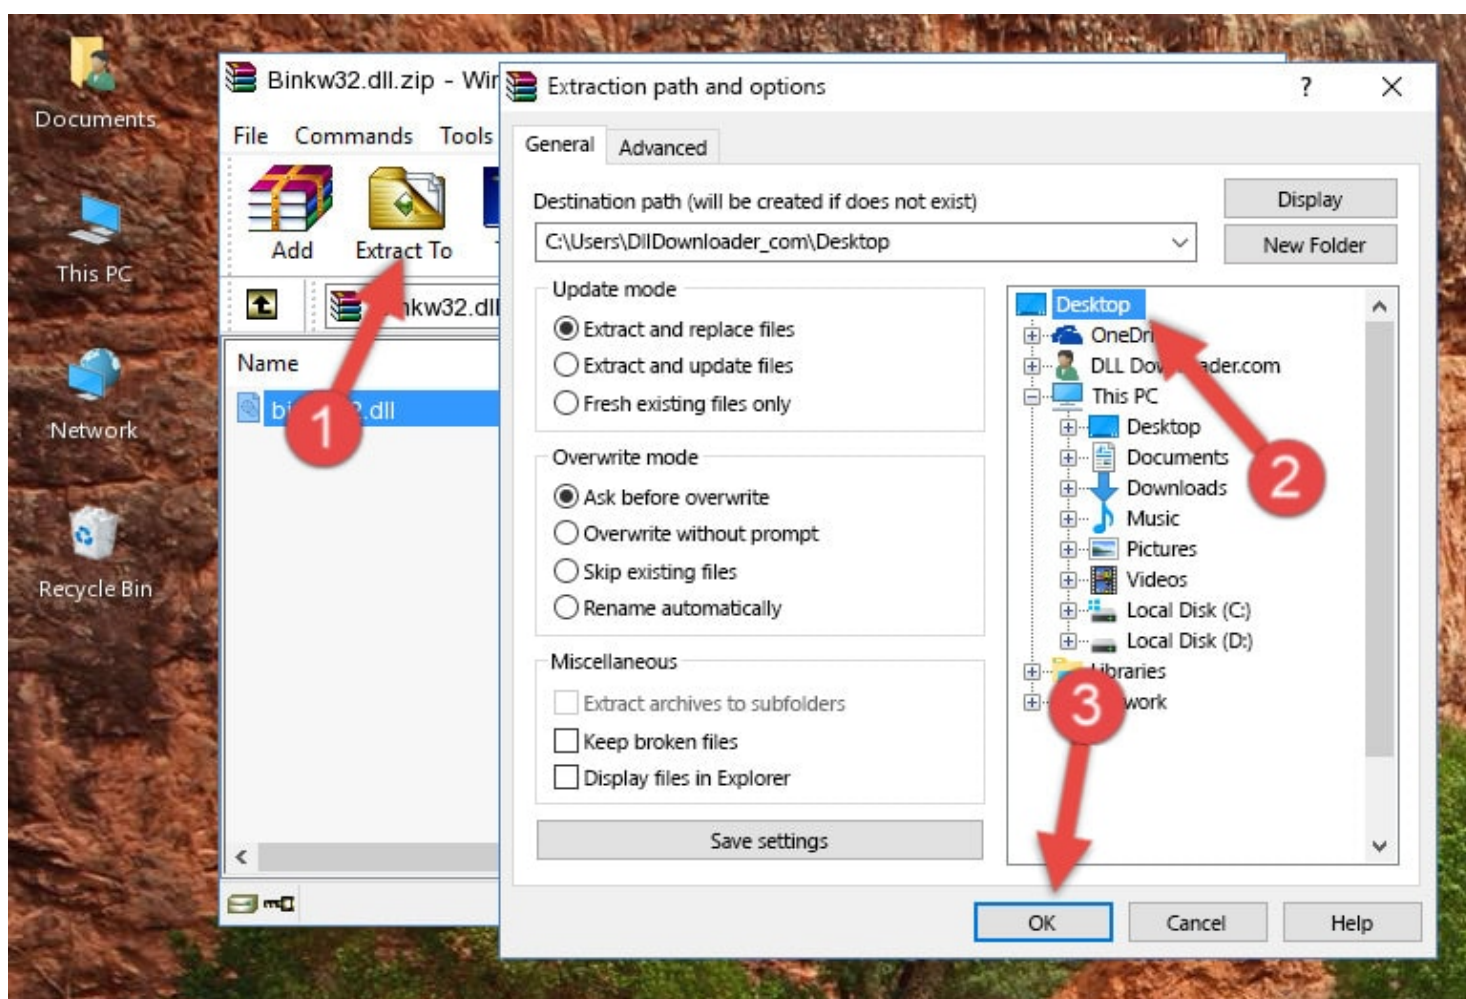 Documents
This PC
Network
Recycle Bin
Binkw32.dll.zip - Wir
File Commands Tools
Add Extract To
kw32.dll
Name
.dll
1
Extraction path and options
?
General Advanced
Destination path (will be created if does not exist)
Display
C:\Users\DllDownloader_com\Desktop
New Folder
Update mode
Extract and replace files
Extract and update files
Fresh existing files only
Overwrite mode
Ask before overwrite
Overwrite without prompt
Skip existing files
Rename automatically
Miscellaneous
Extract archives to subfolders
Keep broken files
Display files in Explorer
Save settings
Desktop
OneDri
DLL Dow ader.com
This PC
Desktop
Documents
Downloads
Music
Pictures
Videos
Local Disk (C:)
Local Disk (D:)
braries
work
2
3
OK Cancel Help